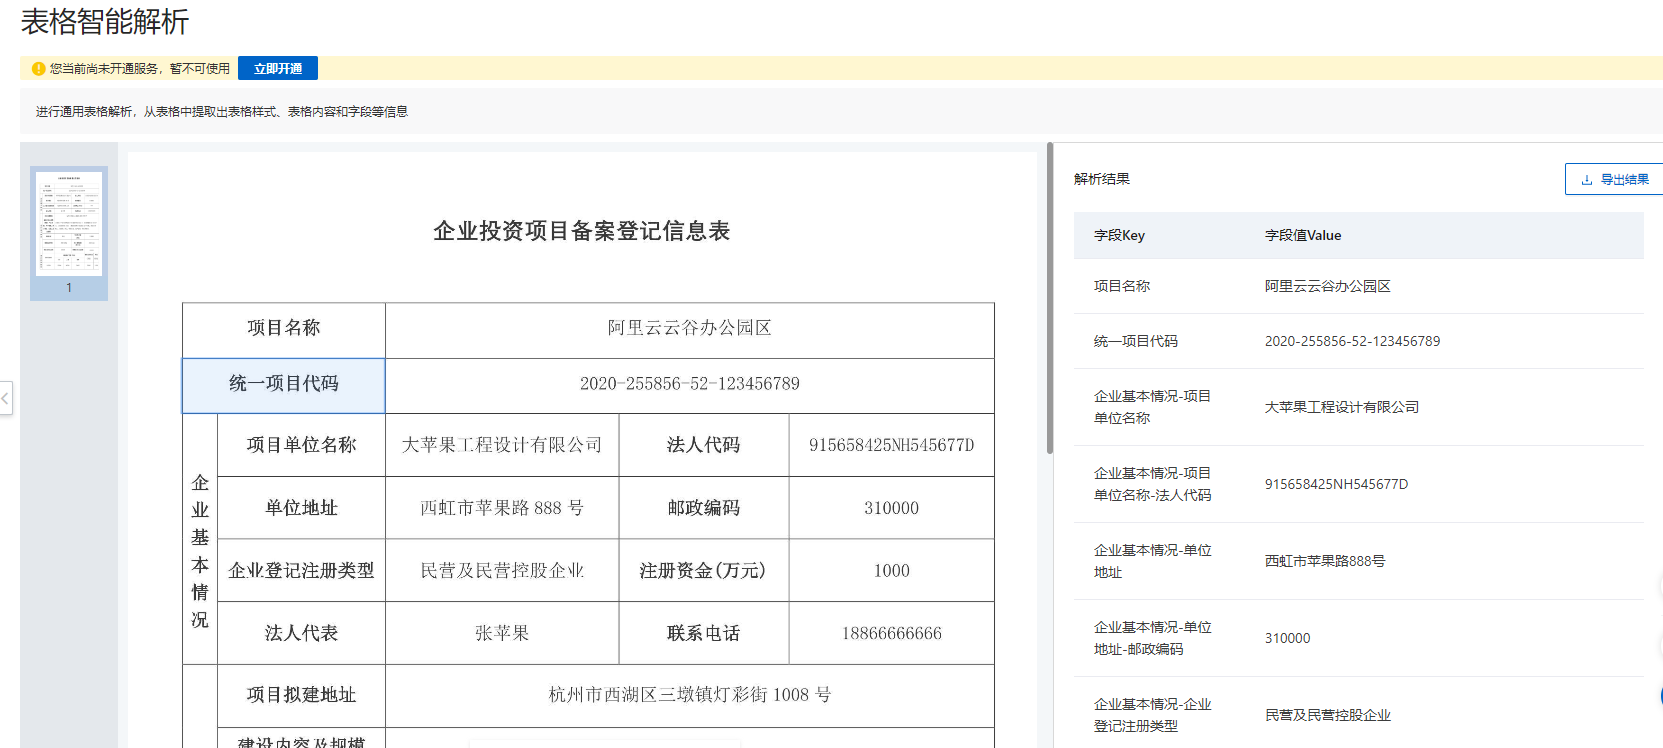 表格智能解析
您当前尚未开通服务，暂不可使用 立即开通
进行通用表格解析，从表格中提取出表格样式、表格内容和字段等信息
1
企业投资项目备案登记信息表
项目名称 阿里云云谷办公园区
统一项目代码 2020-255856-52-123456789
企业基本情况
项目单位名称 大苹果工程设计有限公司 法人代码 915658425NH545677D
单位地址 西虹市苹果路 888 号 邮政编码 310000
企业登记注册类型 民营及民营控股企业 注册资金(万元) 1000
法人代表 张苹果 联系电话 18866666666
项目拟建地址 杭州市西湖区三墩镇灯彩街 1008 号
建设内容及规模
解析结果
导出结果
字段Key 字段值Value
项目名称 阿里云云谷办公园区
统一项目代码 2020-255856-52-123456789
企业基本情况-项目
单位名称 大苹果工程设计有限公司
企业基本情况-项目
单位名称-法人代码 915658425NH545677D
企业基本情况-单位
地址 西虹市苹果路888号
企业基本情况-单位
地址-邮政编码 310000
企业基本情况-企业
登记注册类型 民营及民营控股企业